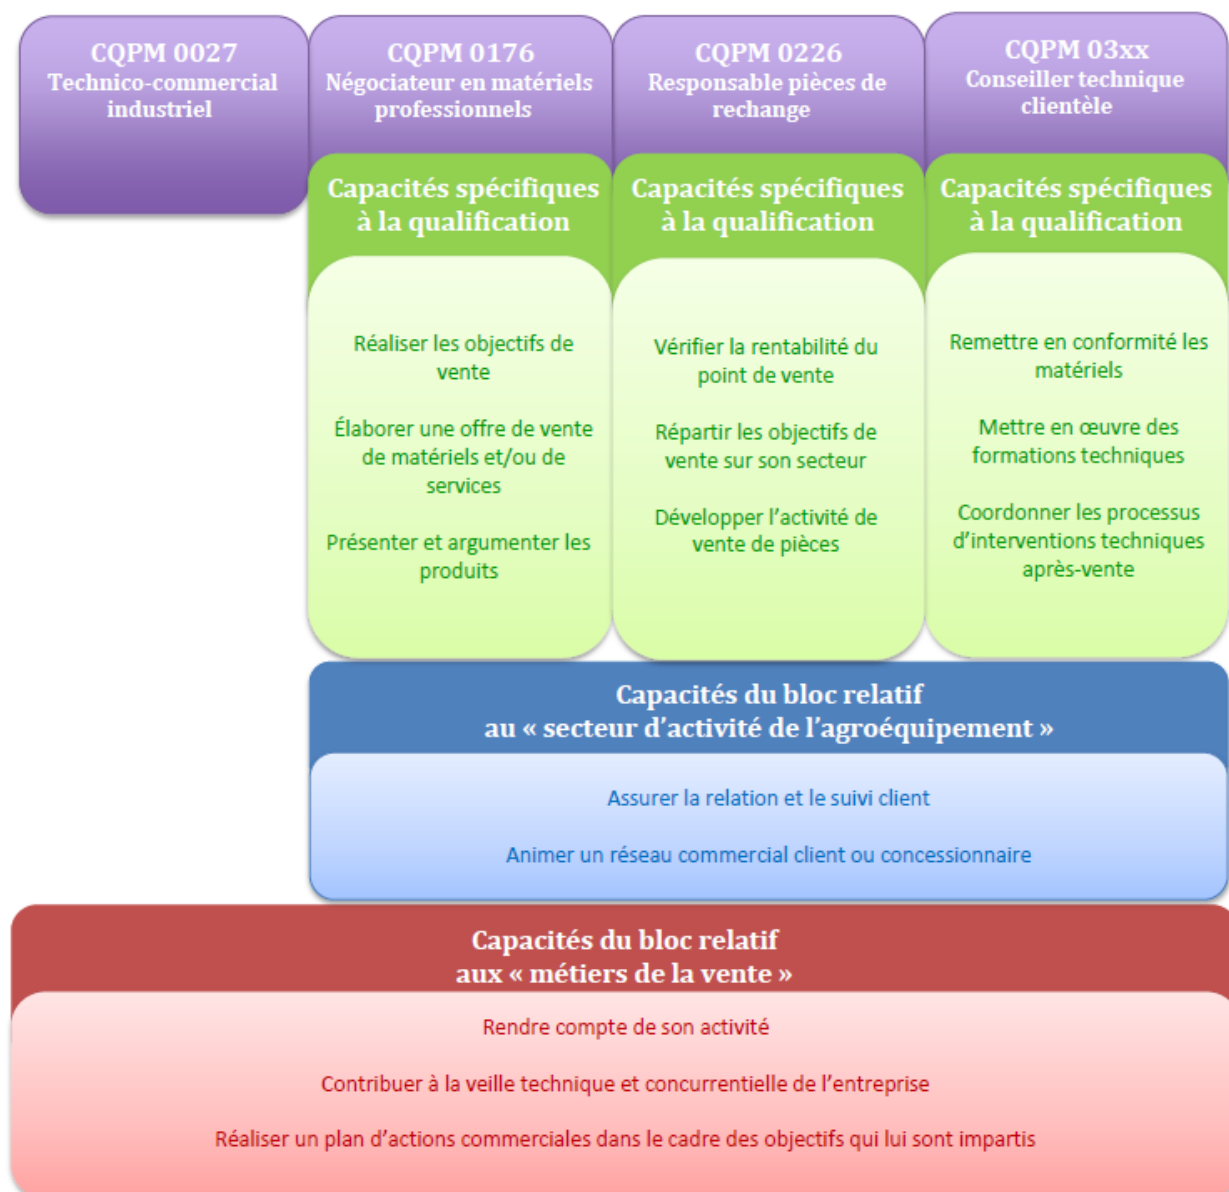 CQPM 0027
Technico-commercial
industriel
CQPM 0176
Négociateur en matériels
professionnels
CQPM 0226
Responsable pièces de
rechange
CQPM 03xx
Conseiller technique
clientèle
Capacités spécifiques
à la qualification
Réaliser les objectifs de
vente
Élaborer une offre de vente
de matériels et/ou de
services
Présenter et argumenter les
produits
Capacités spécifiques
à la qualification
Vérifier la rentabilité du
point de vente
Répartir les objectifs de
vente sur son secteur
Développer l’activité de
vente de pièces
Capacités spécifiques
à la qualification
Remettre en conformité les
matériels
Mettre en œuvre des
formations techniques
Coordonner les processus
d’interventions techniques
après-vente
Capacités du bloc relatif
au « secteur d’activité de l’agroéquipement »
Assurer la relation et le suivi client
Animer un réseau commercial client ou concessionnaire
Capacités du bloc relatif
aux « métiers de la vente »
Rendre compte de son activité
Contribuer à la veille technique et concurrentielle de l’entreprise
Réaliser un plan d’actions commerciales dans le cadre des objectifs qui lui sont impartis